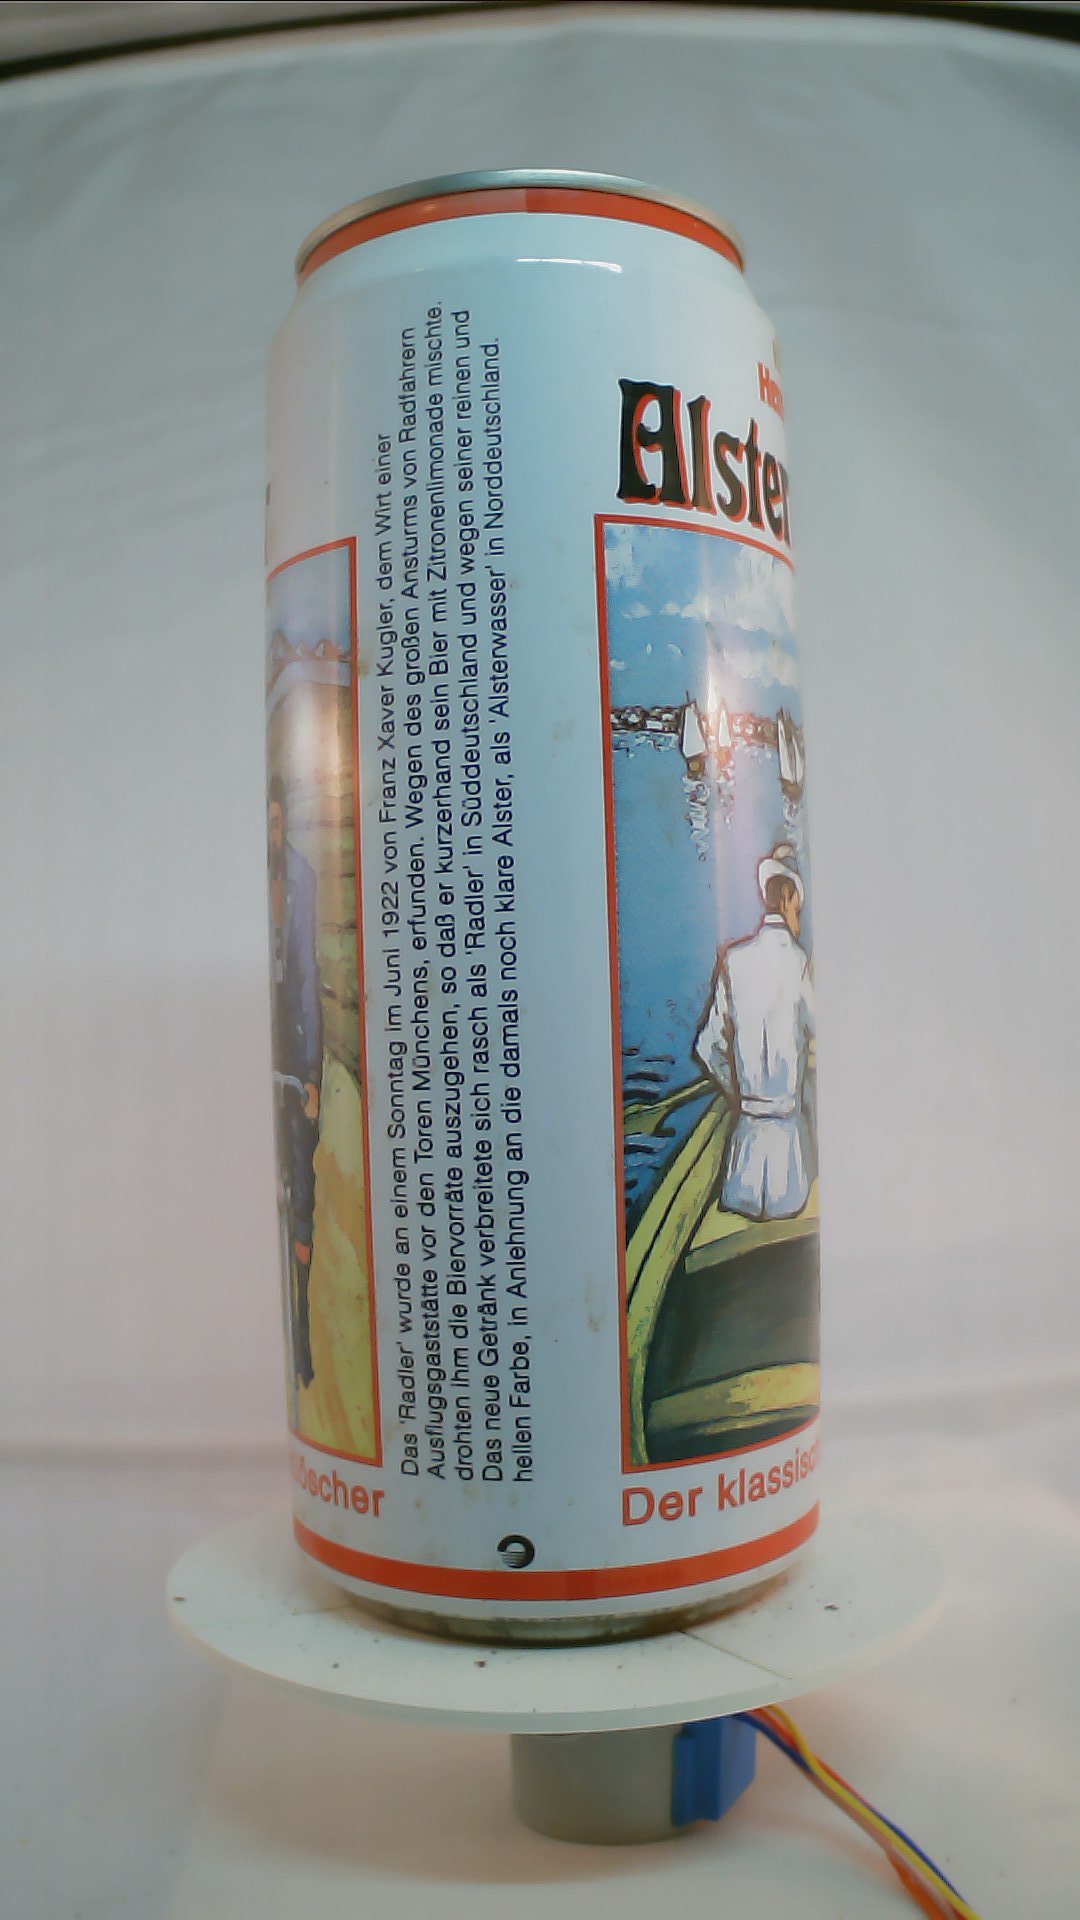 Das 'Radler' wurde an einem Sonntag im Juni 1922 von Franz Xaver Kugler, dem Wirt einer
Ausflugsgaststätte vor den Toren Münchens, erfunden. Wegen des großen Ansturms von Radfahrern
drohten ihm die Biervorräte auszugehen, so daß er kurzerhand sein Bier mit Zitronenlimonade mischte.
Das neue Getränk verbreitete sich rasch als 'Radler' in Süddeutschland und wegen seiner reinen und
hellen Farbe, in Anlehnung an die damals noch klare Alster, als 'Alsterwasser' in Norddeutschland.
Alster
Der klassisch
öscher